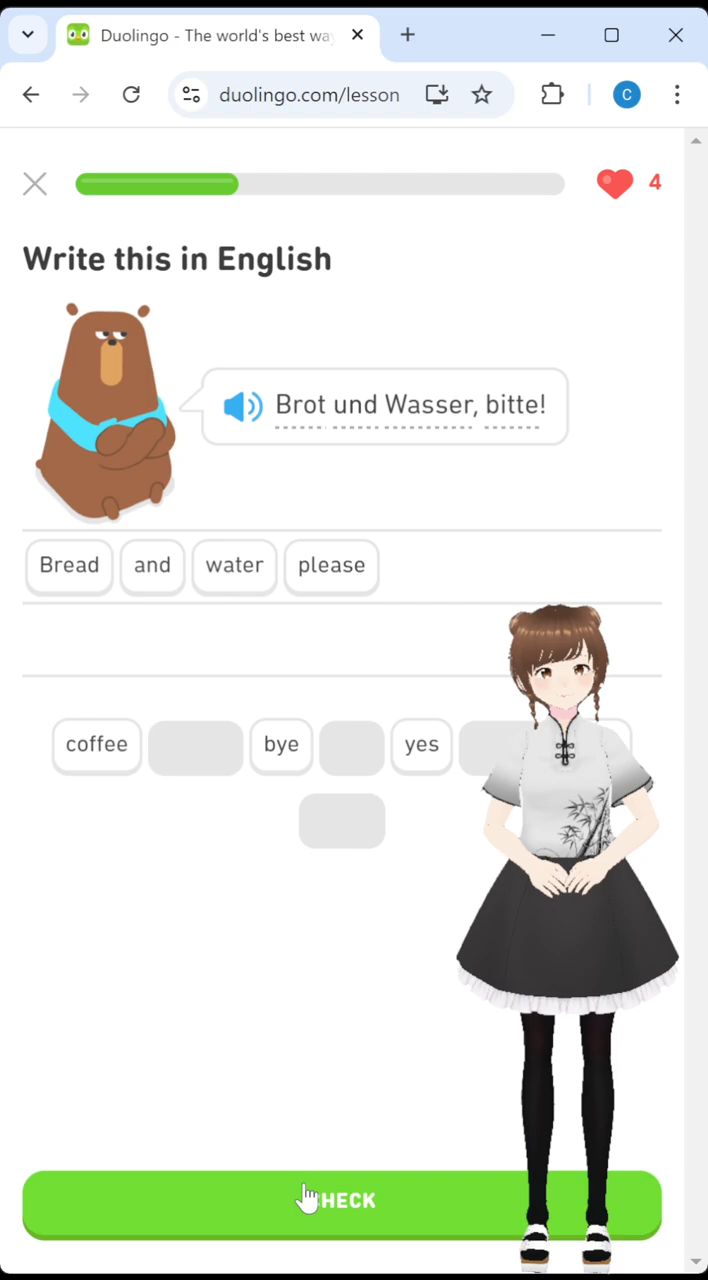 Duolingo - The world's best wa
duolingo.com/lesson
C
4
Write this in English
Brot und Wasser, bitte!
Bread and water please
coffee bye yes
CHECK